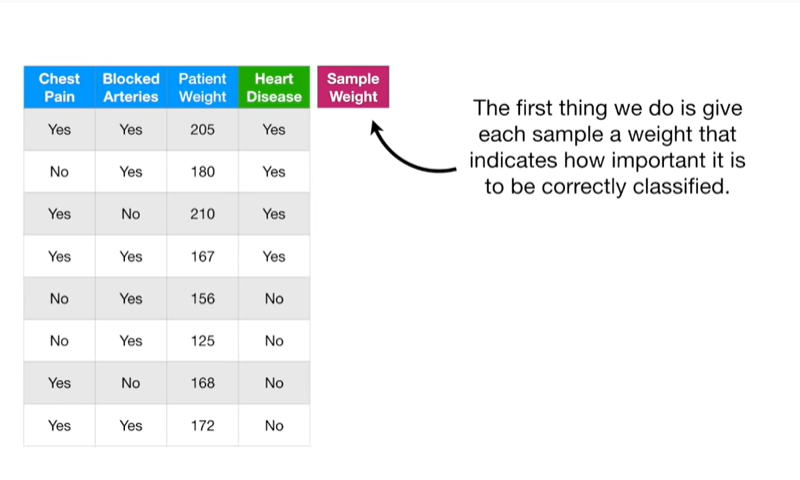 Chest Pain Blocked Arteries Patient Weight Heart Disease Sample Weight
Yes Yes 205 Yes
No Yes 180 Yes
Yes No 210 Yes
Yes Yes 167 Yes
No Yes 156 No
No Yes 125 No
Yes No 168 No
Yes Yes 172 No
The first thing we do is give
each sample a weight that
indicates how important it is
to be correctly classified.